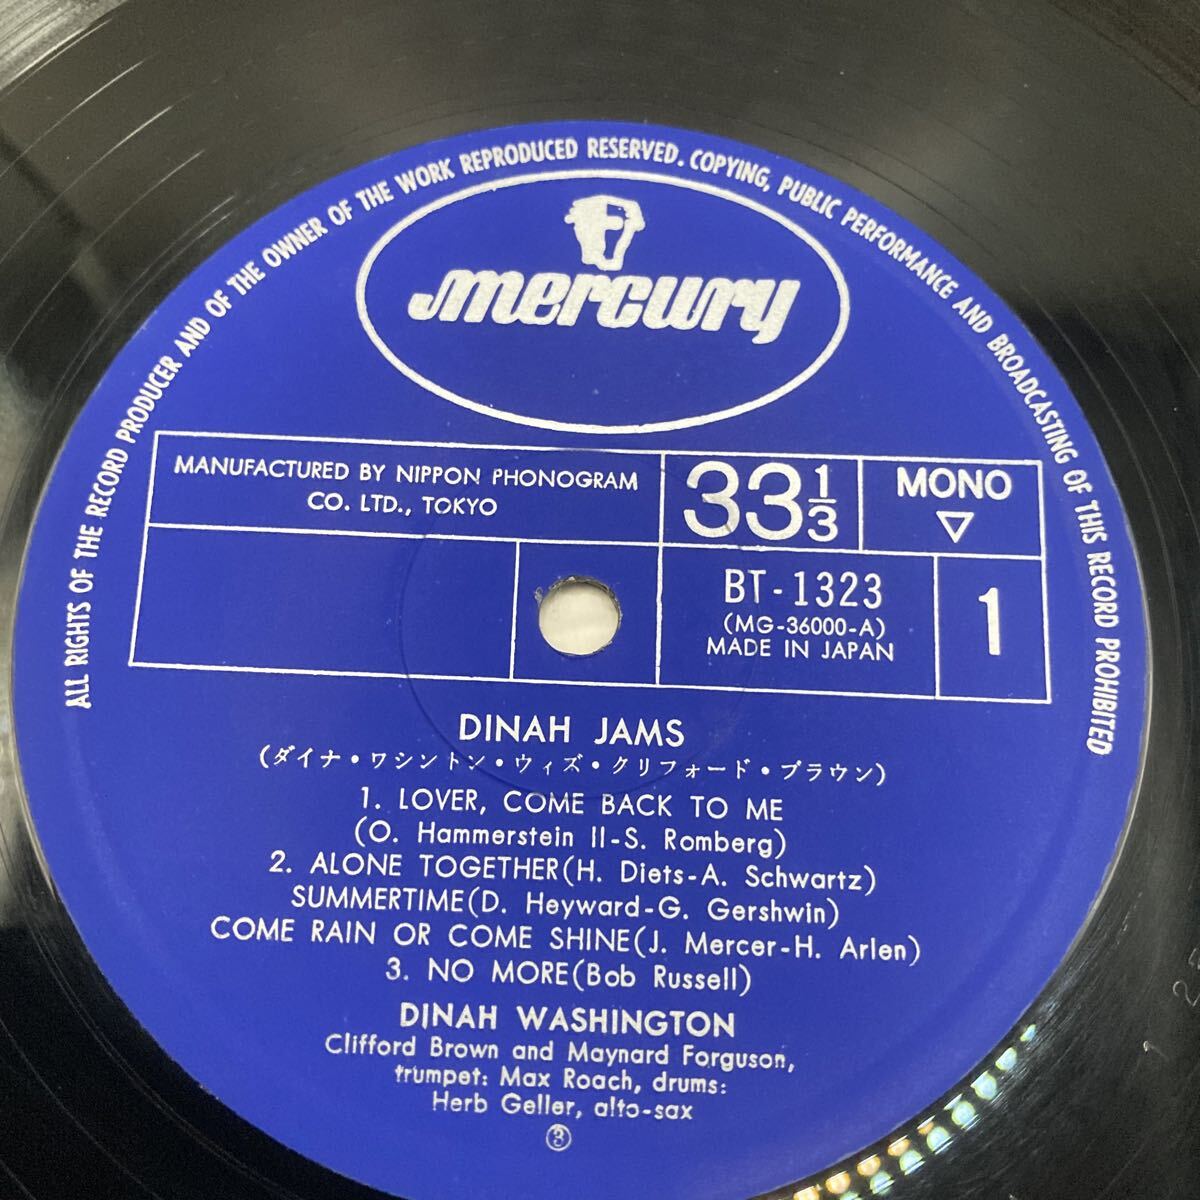 ALL RIGHTS OF THE RECORD PRODUCER AND OF THE OWNER OF THE WORK REPRODUCED RESERVED. COPYING, PUBLIC PERFORMANCE AND BROADCASTING OF THIS RECORD PROHIBITED
mercury
MANUFACTURED BY NIPPON PHONOGRAM
CO. LTD., TOKYO
33 1/3
MONO
▽
BT-1323
(MG-36000-A)
MADE IN JAPAN
1
DINAH JAMS
(ダイナ・ワシントン・ウィズ・クリフォード・ブラウン)
1. LOVER, COME BACK TO ME
(O. Hammerstein II-S. Romberg)
2. ALONE TOGETHER(H. Diets-A. Schwartz)
SUMMERTIME(D. Heyward-G. Gershwin)
COME RAIN OR COME SHINE(J. Mercer-H. Arlen)
3. NO MORE(Bob Russell)
DINAH WASHINGTON
Clifford Brown and Maynard Forguson,
trumpet: Max Roach, drums:
Herb Geller, alto-sax
③